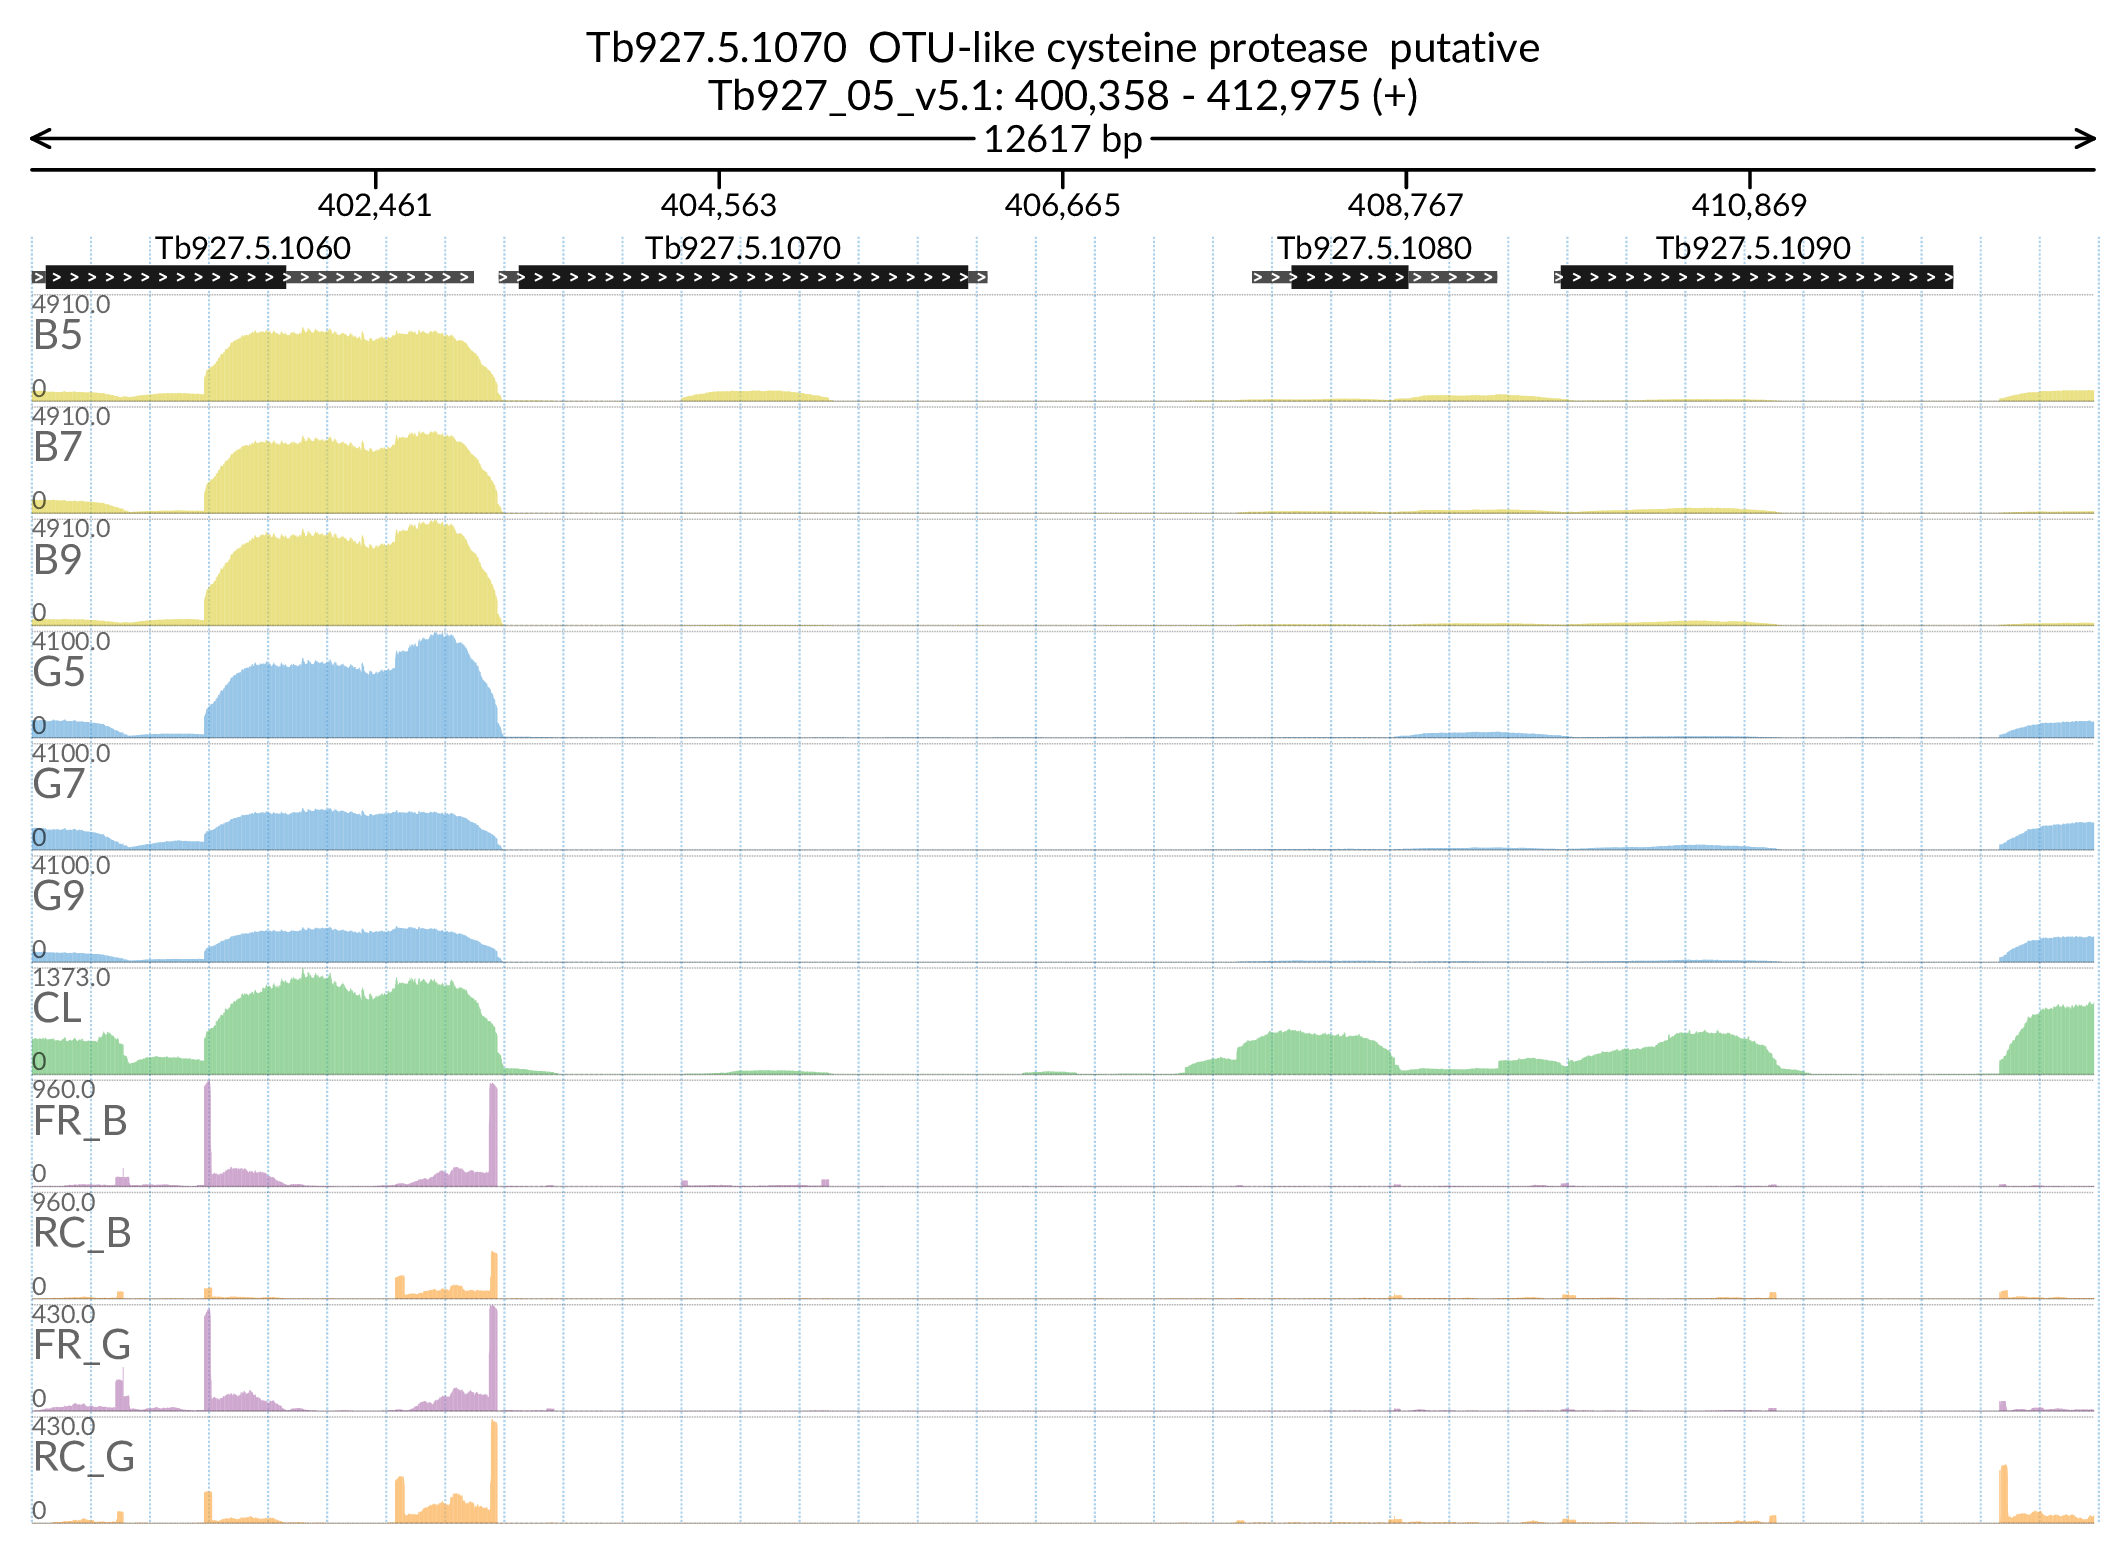 Tb927.5.1070 OTU-like cysteine protease putative
Tb927_05_v5.1: 400,358 - 412,975 (+)
12617 bp
402,461 404,563 406,665 408,767 410,869
Tb927.5.1060 Tb927.5.1070 Tb927.5.1080 Tb927.5.1090
4910.0
B5
0
4910.0
B7
0
4910.0
B9
0
4100.0
G5
0
4100.0
G7
0
4100.0
G9
0
1373.0
CL
0
960.0
FR_B
0
960.0
RC_B
0
430.0
FR_G
0
430.0
RC_G
0